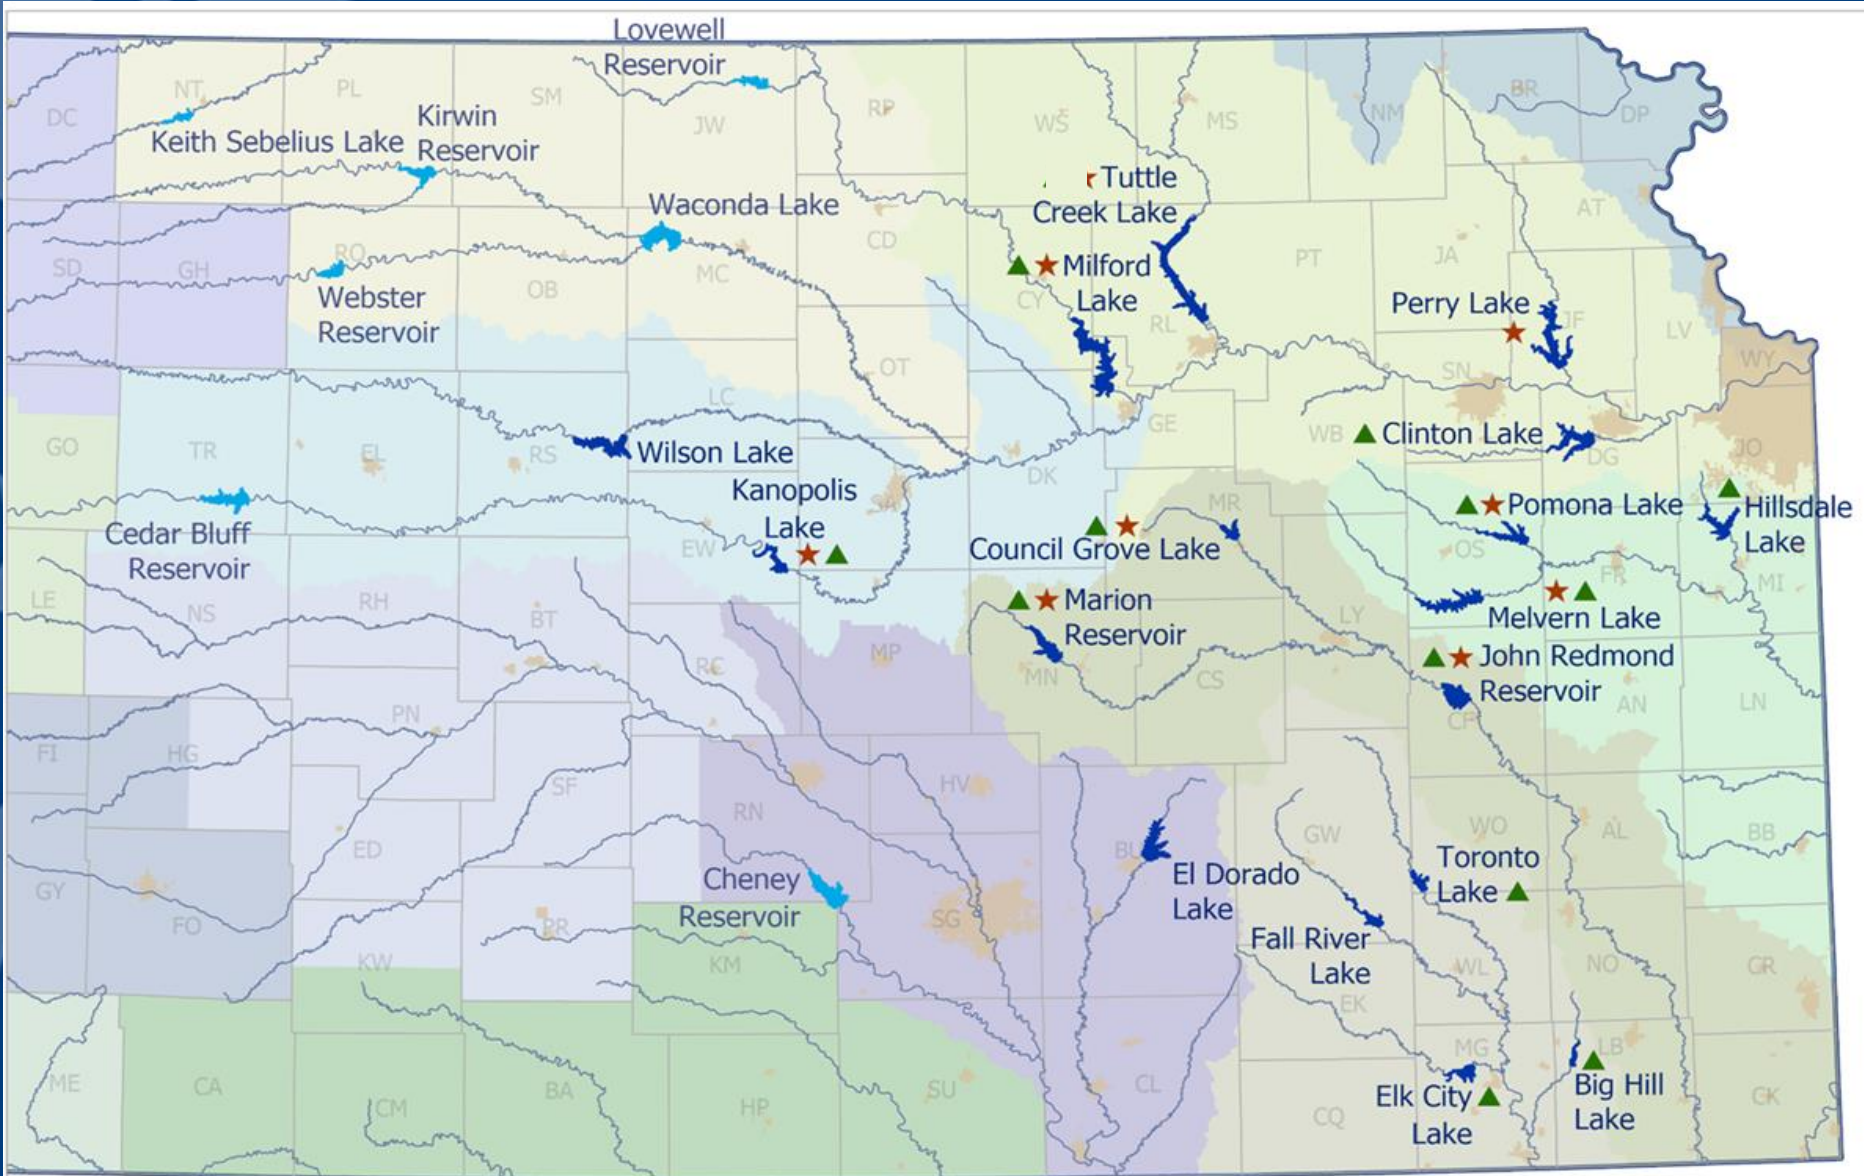 Lovewell
Reservoir
NT
PL
SM
JW
RP
WS
MS
NM
BR
DP
DC
Keith Sebelius Lake
Kirwin
Reservoir
Tuttle
Creek Lake
Waconda Lake
AT
SD
GH
RO
OB
MC
CD
Milford
Lake
CY
RL
PT
JA
Webster
Reservoir
Perry Lake
JF
LV
WY
OT
SN
LC
GE
WB
Clinton Lake
DG
JO
GO
TR
EL
RS
Wilson Lake
DK
Kanopolis
Lake
SA
MR
Pomona Lake
Hillsdale
Lake
Cedar Bluff
Reservoir
EW
Council Grove Lake
OS
FR
MI
LE
NS
RH
BT
Marion
Reservoir
LY
Melvern Lake
RC
MP
MN
CS
John Redmond
Reservoir
CF
AN
LN
PN
FI
HG
SF
HV
RN
ED
BU
GW
WO
AL
BB
El Dorado
Lake
Toronto
Lake
Cheney
Reservoir
GY
FO
PR
SG
Fall River
Lake
KW
KM
WL
NO
CR
EK
ME
CA
CM
BA
HP
SU
CL
MG
LB
Elk City
Lake
Big Hill
Lake
CQ
CK